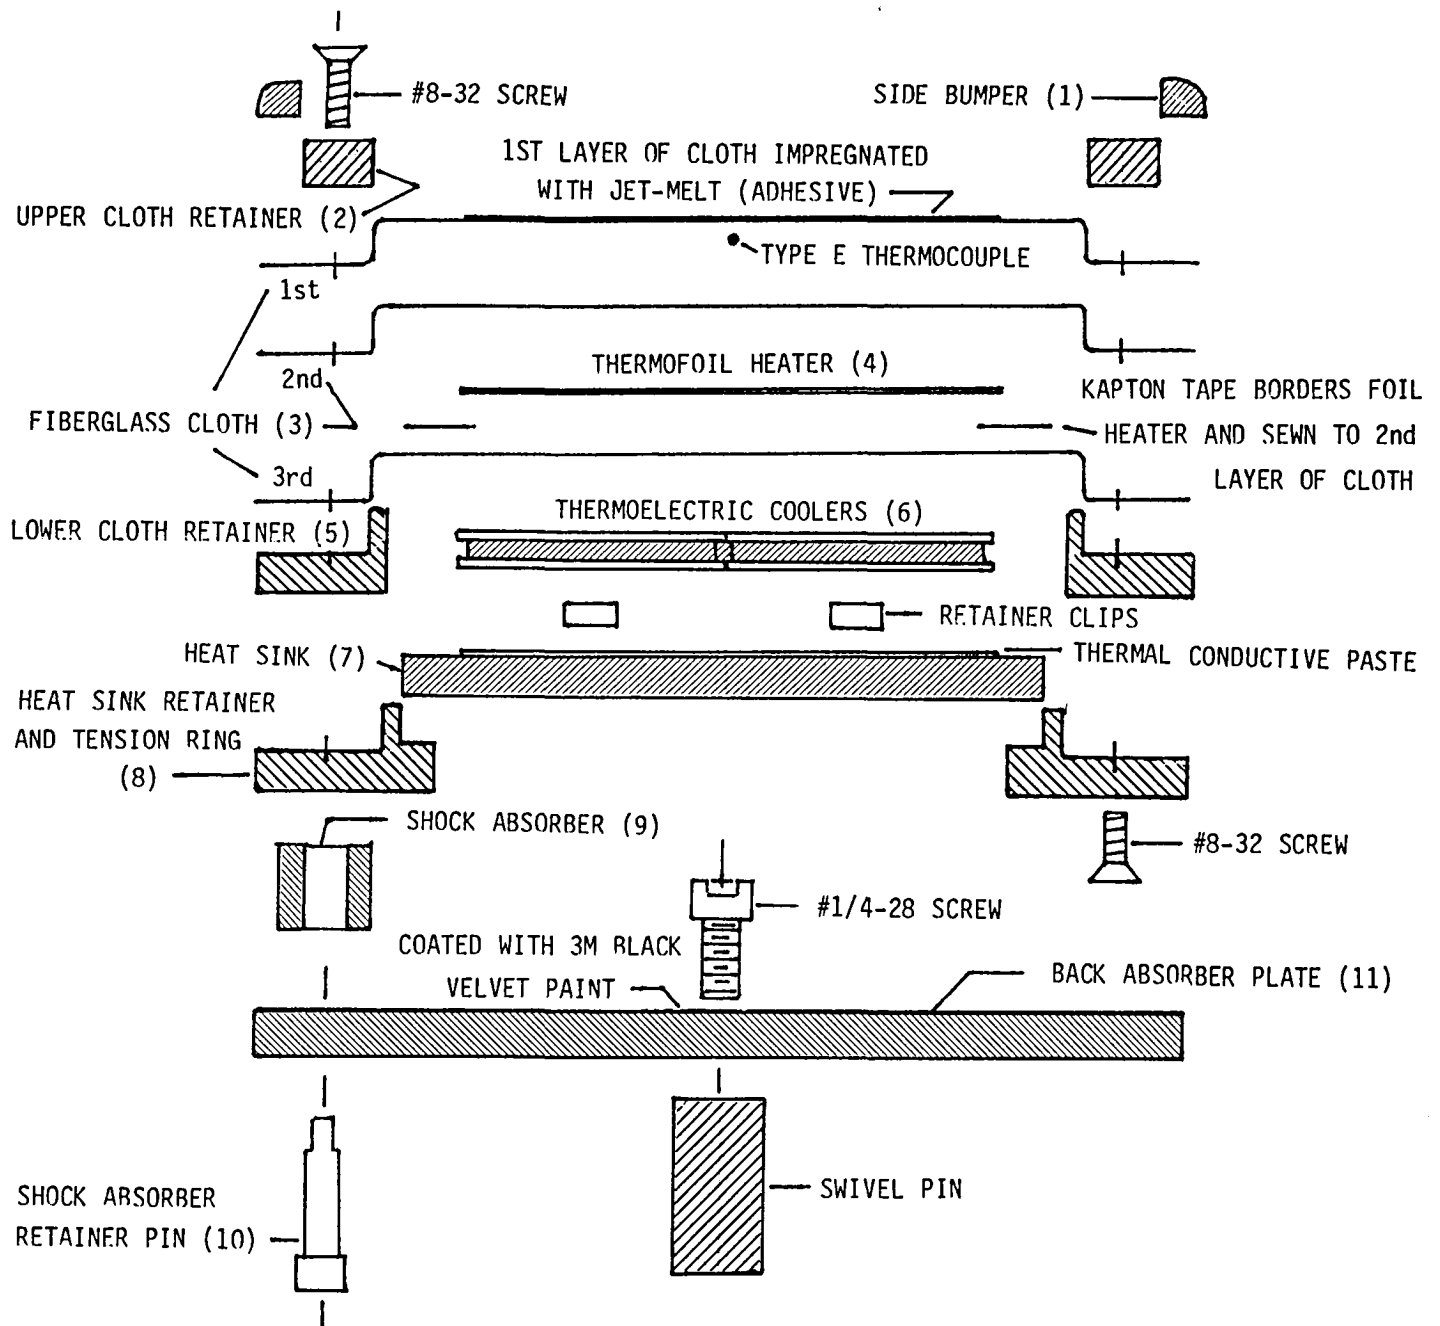 #8-32 SCREW
SIDE BUMPER (1)
1ST LAYER OF CLOTH IMPREGNATED
WITH JET-MELT (ADHESIVE)
UPPER CLOTH RETAINER (2)
TYPE E THERMOCOUPLE
1st
2nd
THERMOFOIL HEATER (4)
KAPTON TAPE BORDERS FOIL
HEATER AND SEWN TO 2nd
LAYER OF CLOTH
FIBERGLASS CLOTH (3)
3rd
THERMOELECTRIC COOLERS (6)
LOWER CLOTH RETAINER (5)
RETAINER CLIPS
HEAT SINK (7)
THERMAL CONDUCTIVE PASTE
HEAT SINK RETAINER
AND TENSION RING
(8)
SHOCK ABSORBER (9)
#8-32 SCREW
#1/4-28 SCREW
COATED WITH 3M BLACK
VELVET PAINT
BACK ABSORBER PLATE (11)
SHOCK ABSORBER
RETAINER PIN (10)
SWIVEL PIN